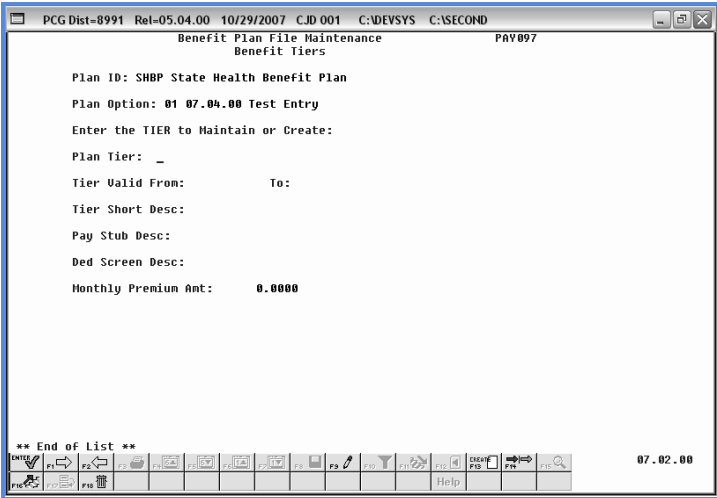 PCG Dist=8991 Rel=05.04.00 10/29/2007 CJD 001 C:\DEVSYS C:\SECOND
Benefit Plan File Maintenance PAY097
Benefit Tiers
Plan ID: SHBP State Health Benefit Plan
Plan Option: 01 07.04.00 Test Entry
Enter the TIER to Maintain or Create:
Plan Tier: _
Tier Valid From: To:
Tier Short Desc:
Pay Stub Desc:
Ded Screen Desc:
Monthly Premium Amt: 0.0000
** End of List **
ENTER F1 F2 F3 F4 F5 F6 F7 F8 F9 F10 F11 F12 CREATE F13 F14 F15 07.02.00
F16 F17 F18 Help